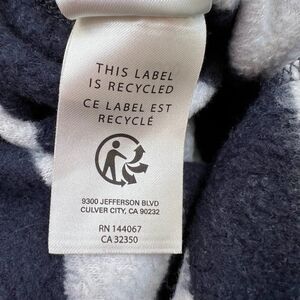 THIS LABEL
IS RECYCLED
CE LABEL EST
RECYCLÉ
9300 JEFFERSON BLVD
CULVER CITY, CA 90232
RN 144067
CA 32350